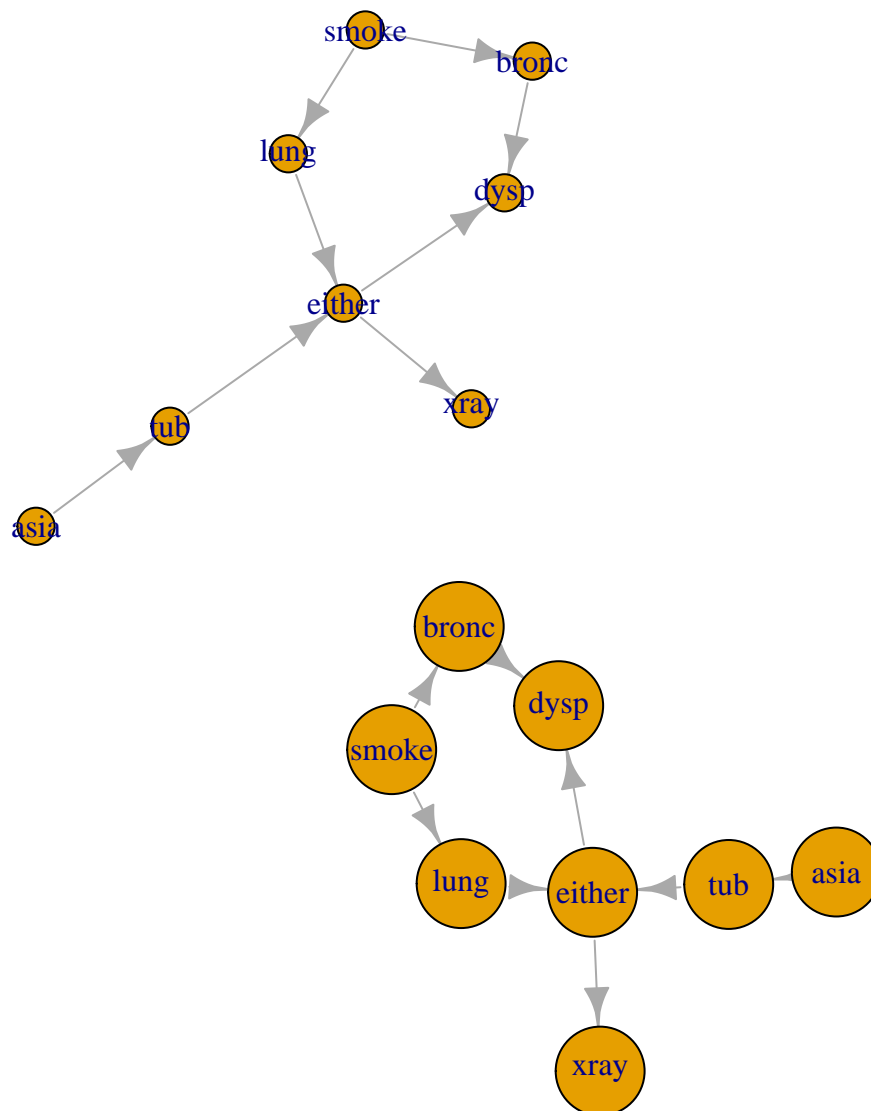 smoke
bronc
lung
dysp
either
xray
tub
asia
bronc
dysp
smoke
lung
either
tub
asia
xray